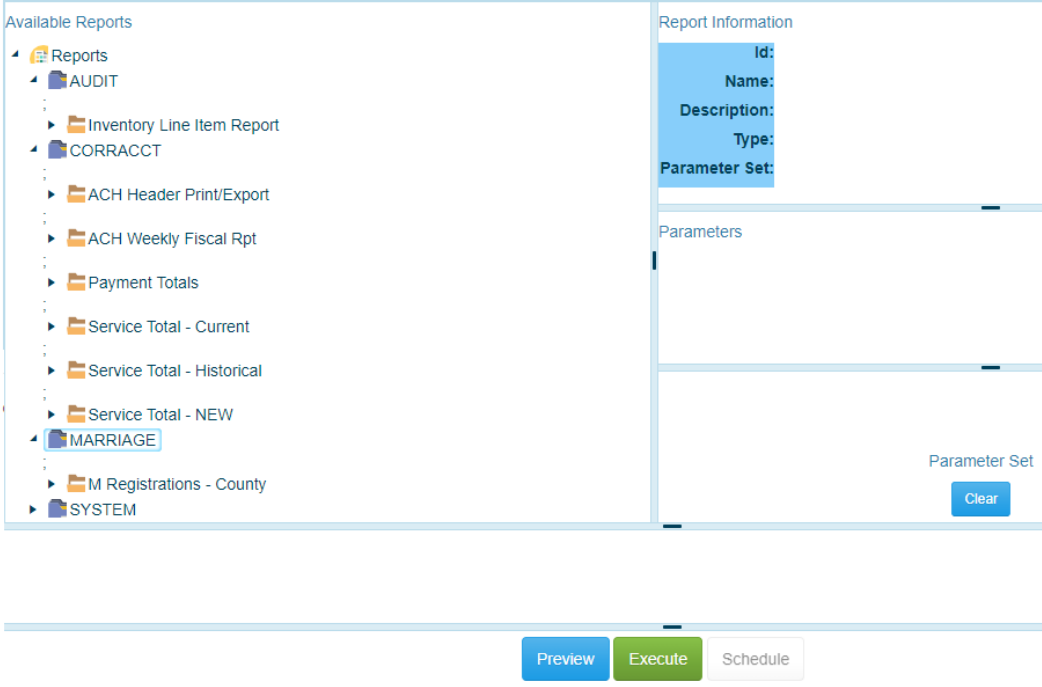 Available Reports
Reports
AUDIT
;
Inventory Line Item Report
CORRACCT
;
ACH Header Print/Export
;
ACH Weekly Fiscal Rpt
;
Payment Totals
;
Service Total - Current
;
Service Total - Historical
;
Service Total - NEW
MARRIAGE
;
M Registrations - County
SYSTEM
Report Information
Id:
Name:
Description:
Type:
Parameter Set:
Parameters
Parameter Set
Clear
Preview Execute Schedule